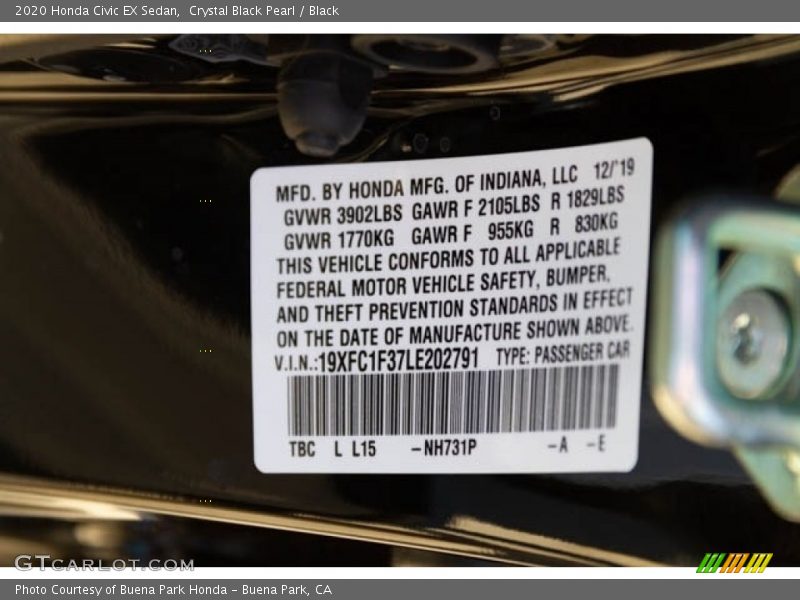 2020 Honda Civic EX Sedan,  Crystal Black Pearl / Black
MFD. BY HONDA MFG. OF INDIANA, LLC 12/'19
GVWR 3902LBS GAWR F 2105LBS R 1829LBS
GVWR 1770KG GAWR F 955KG R 830KG
THIS VEHICLE CONFORMS TO ALL APPLICABLE
FEDERAL MOTOR VEHICLE SAFETY, BUMPER,
AND THEFT PREVENTION STANDARDS IN EFFECT
ON THE DATE OF MANUFACTURE SHOWN ABOVE.
V.I.N.:19XFC1F37LE202791 TYPE: PASSENGER CAR
TBC L L15 -NH731P -A -E
GTCARLOT.COM
Photo Courtesy of Buena Park Honda - Buena Park, CA